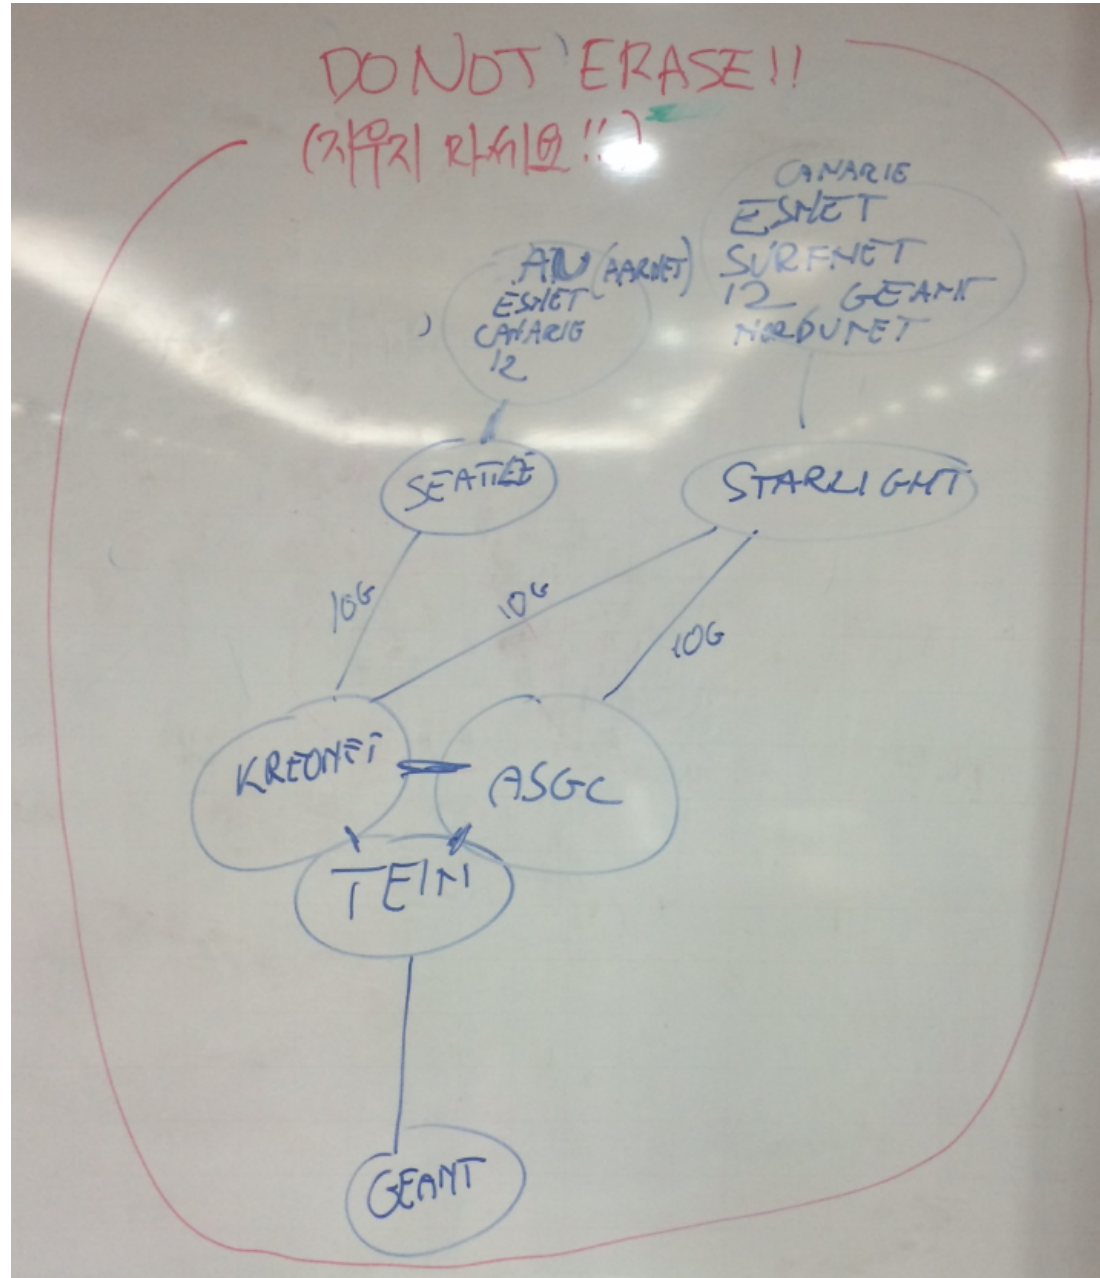 DO NOT ERASE!!
(지우지 마세요!!)
CANARIE
ESNET
SURFNET
I2 GEANT
NORDUNET
(AARNET)
ESNET
CANARIE
I2
SEATTLE
STARLIGHT
10G
10G
10G
KREONET
ASGC
TEIN
GEANT